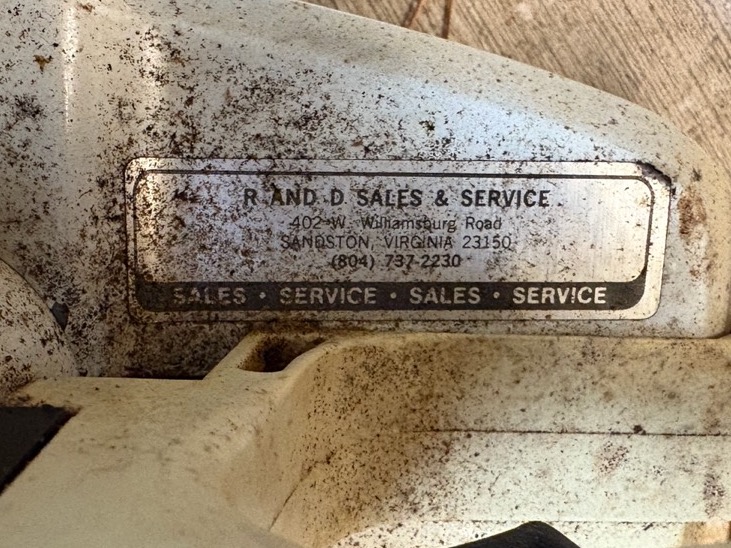 R AND D SALES & SERVICE
402 W. Williamsburg Road
SANDSTON, VIRGINIA 23150
(804) 737-2230
SALES · SERVICE · SALES · SERVICE